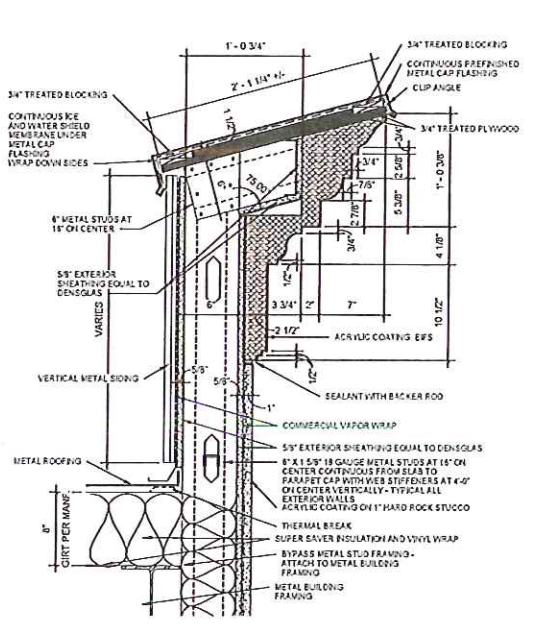 1' - 0 3/4"
2' - 1 1/4" +/-
3/4" TREATED BLOCKING
CONTINUOUS PREFINISHED
METAL CAP FLASHING
CLIP ANGLE
3/4" TREATED PLYWOOD
3/4" TREATED BLOCKING
CONTINUOUS ICE
AND WATER SHIELD
MEMBRANE UNDER
METAL CAP
FLASHING
WRAP DOWN SIDES
1 1/2"
6"
75.00°
3/4"
3/4"
2 5/8"
7/8"
5 3/8"
2 7/8"
3/4"
1' - 0 3/8"
4 1/8"
10 1/2"
6" METAL STUDS AT
16" ON CENTER
5/8" EXTERIOR
SHEATHING EQUAL TO
DENSGLAS
VARIES
6"
1/2"
3 3/4"
2"
7"
2 1/2"
ACRYLIC COATING EIFS
1/2"
VERTICAL METAL SIDING
5/8"
5/8"
1"
SEALANT WITH BACKER ROD
COMMERCIAL VAPOR WRAP
5/8" EXTERIOR SHEATHING EQUAL TO DENSGLAS
6" X 1 5/8" 18 GAUGE METAL STUDS AT 16" ON
CENTER CONTINUOUS FROM SLAB TO
PARAPET CAP WITH WEB STIFFENERS AT 4'-0"
ON CENTER VERTICALLY - TYPICAL ALL
EXTERIOR WALLS
ACRYLIC COATING ON 1" HARD ROCK STUCCO
METAL ROOFING
8"
GIRT PER MANF.
THERMAL BREAK
SUPER SAVER INSULATION AND VINYL WRAP
BYPASS METAL STUD FRAMING -
ATTACH TO METAL BUILDING
FRAMING
METAL BUILDING
FRAMING